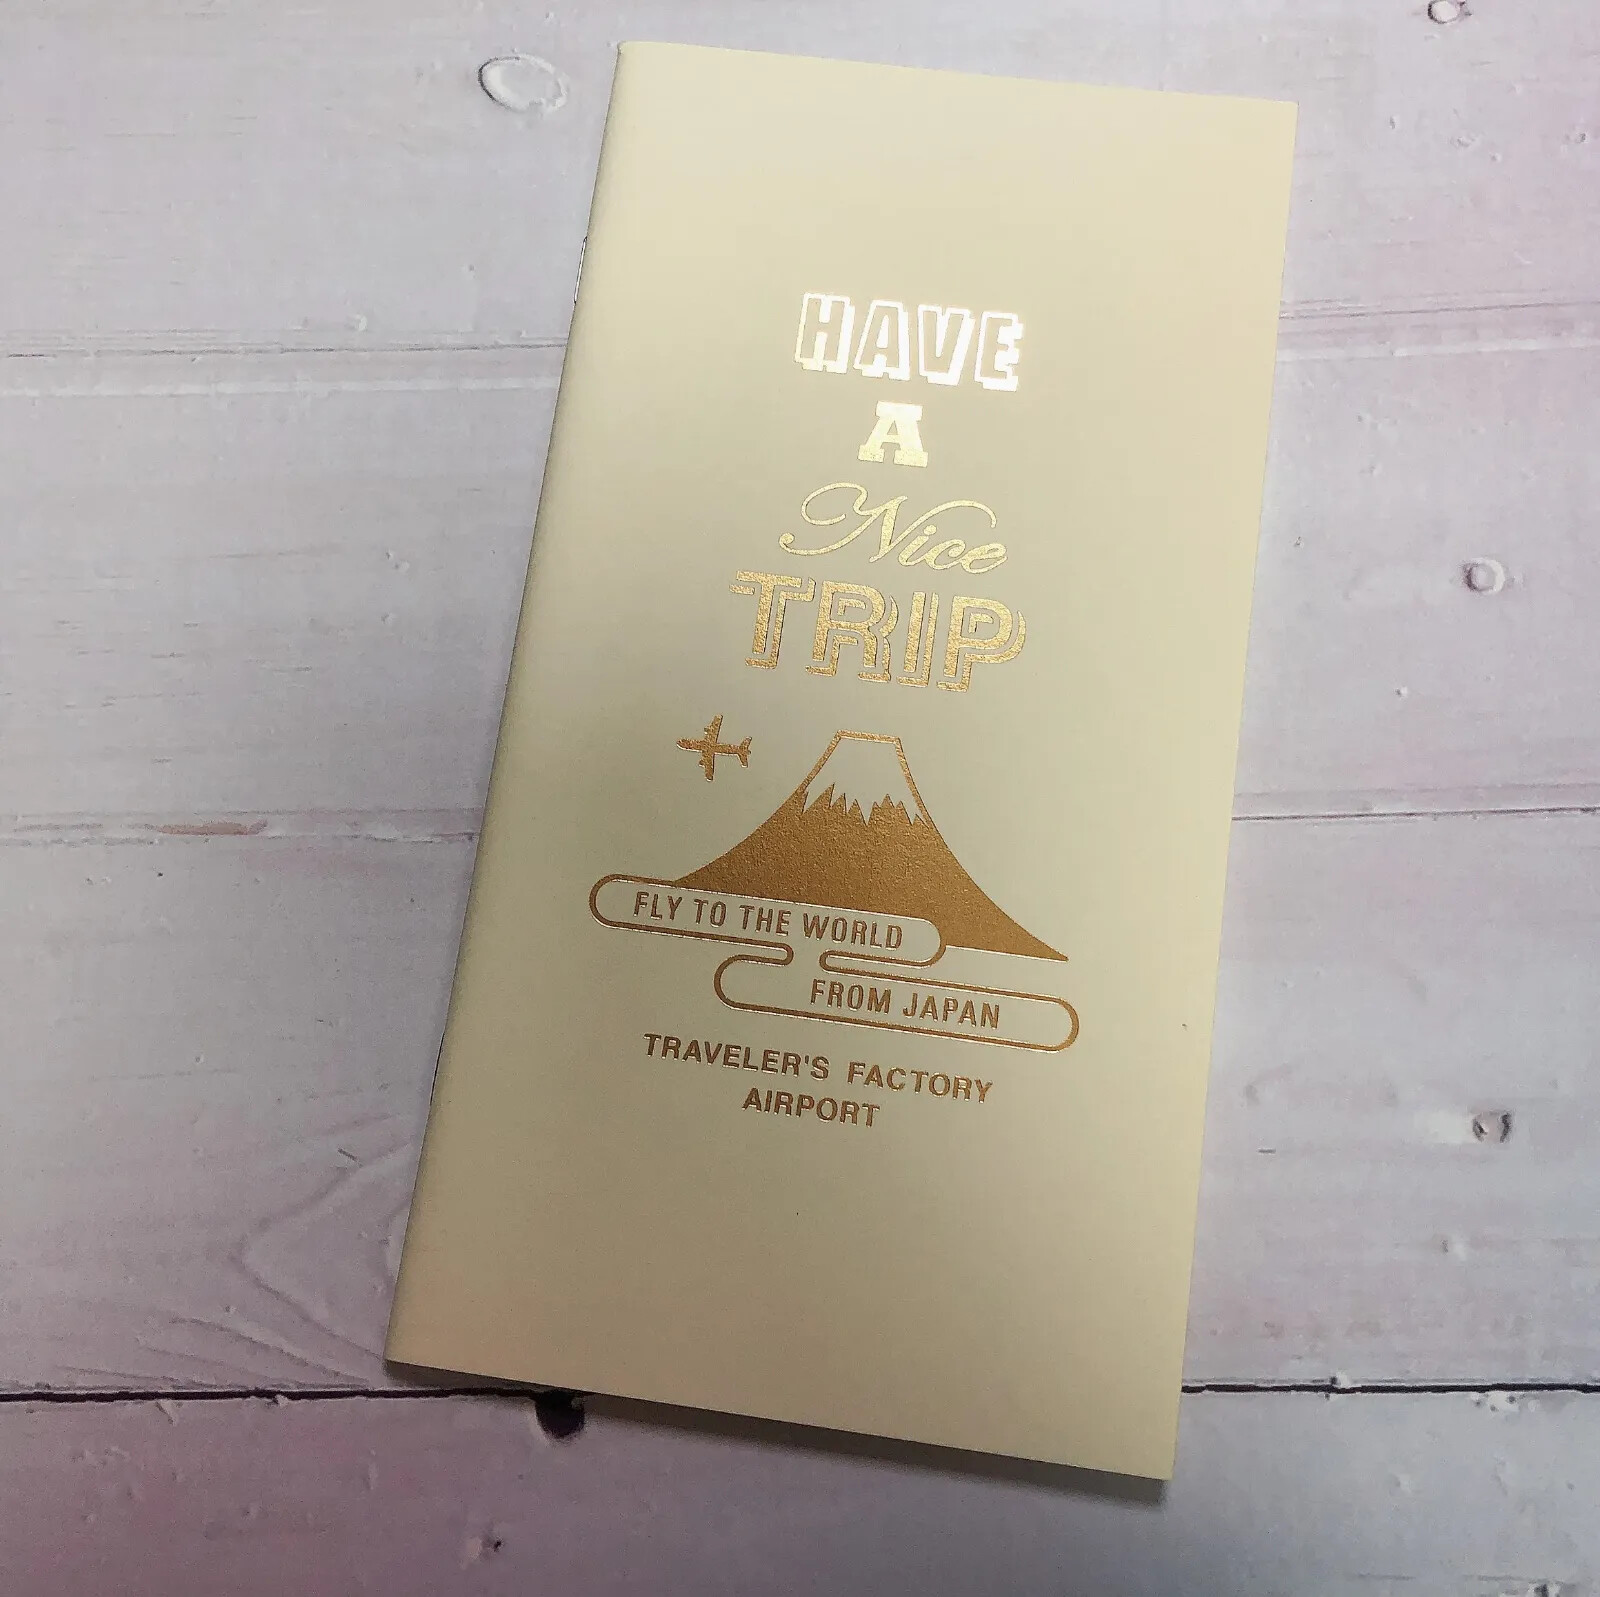 HAVE
A
Nice
TRIP
FLY TO THE WORLD
FROM JAPAN
TRAVELER'S FACTORY
AIRPORT